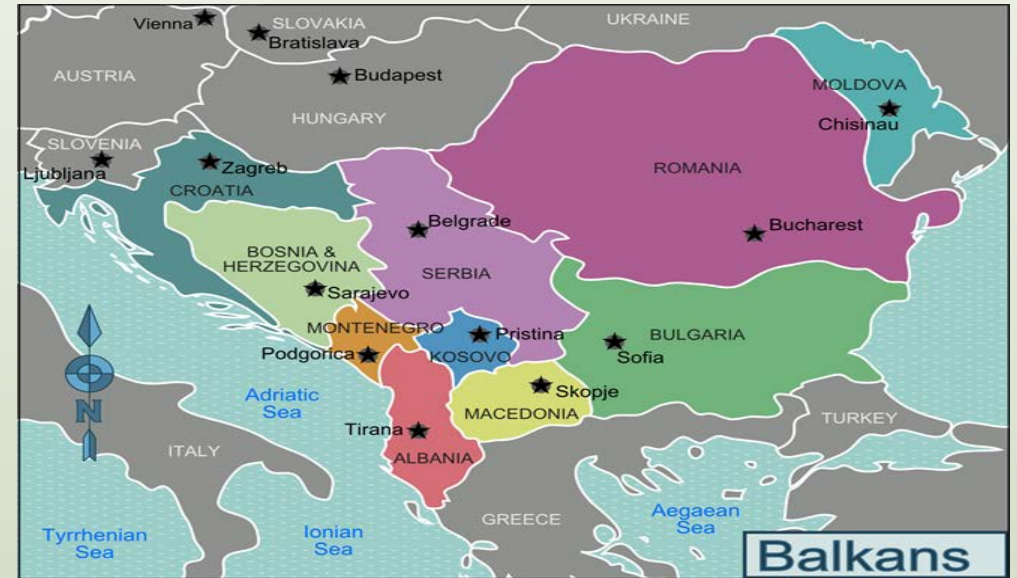 Vienna
SLOVAKIA
UKRAINE
Bratislava
AUSTRIA
Budapest
MOLDOVA
HUNGARY
Chisinau
SLOVENIA
Ljubljana
Zagreb
ROMANIA
CROATIA
Belgrade
Bucharest
BOSNIA &
HERZEGOVINA
SERBIA
Sarajevo
MONTENEGRO
Pristina
BULGARIA
Podgorica
KOSOVO
Sofia
Adriatic
Sea
Skopje
N
MACEDONIA
TURKEY
Tirana
ITALY
ALBANIA
Aegaean
Sea
GREECE
Tyrrhenian
Sea
Ionian
Sea
Balkans